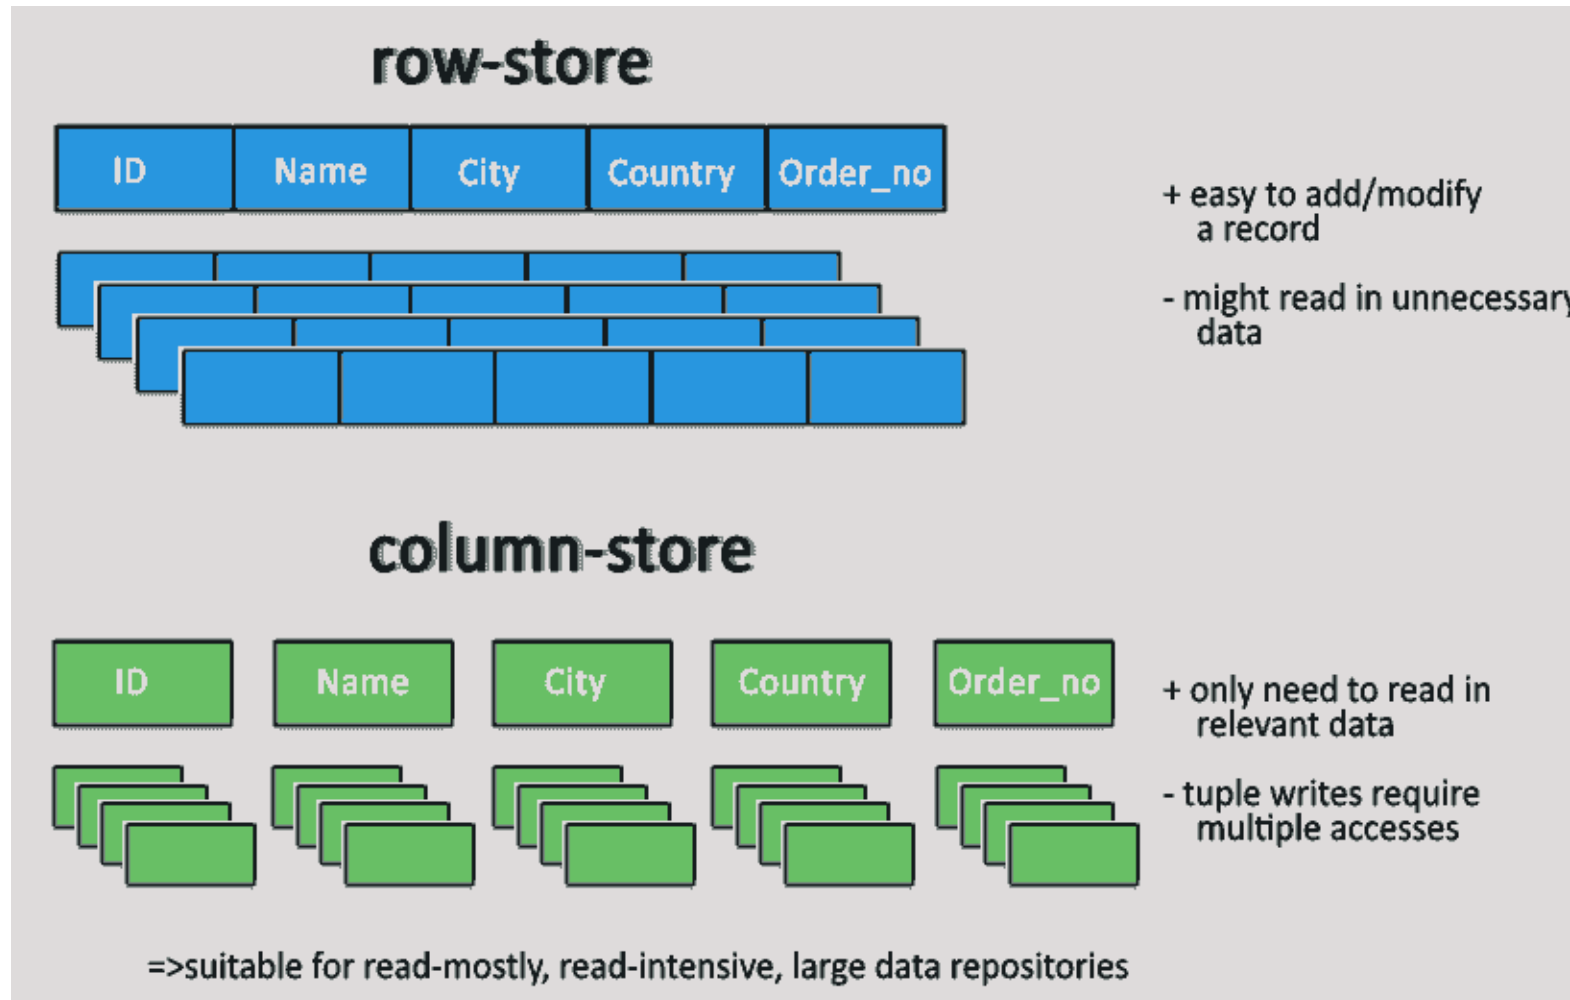 row-store
ID Name City Country Order_no
+ easy to add/modify
a record
- might read in unnecessary
data
column-store
ID Name City Country Order_no
+ only need to read in
relevant data
- tuple writes require
multiple accesses
=>suitable for read-mostly, read-intensive, large data repositories